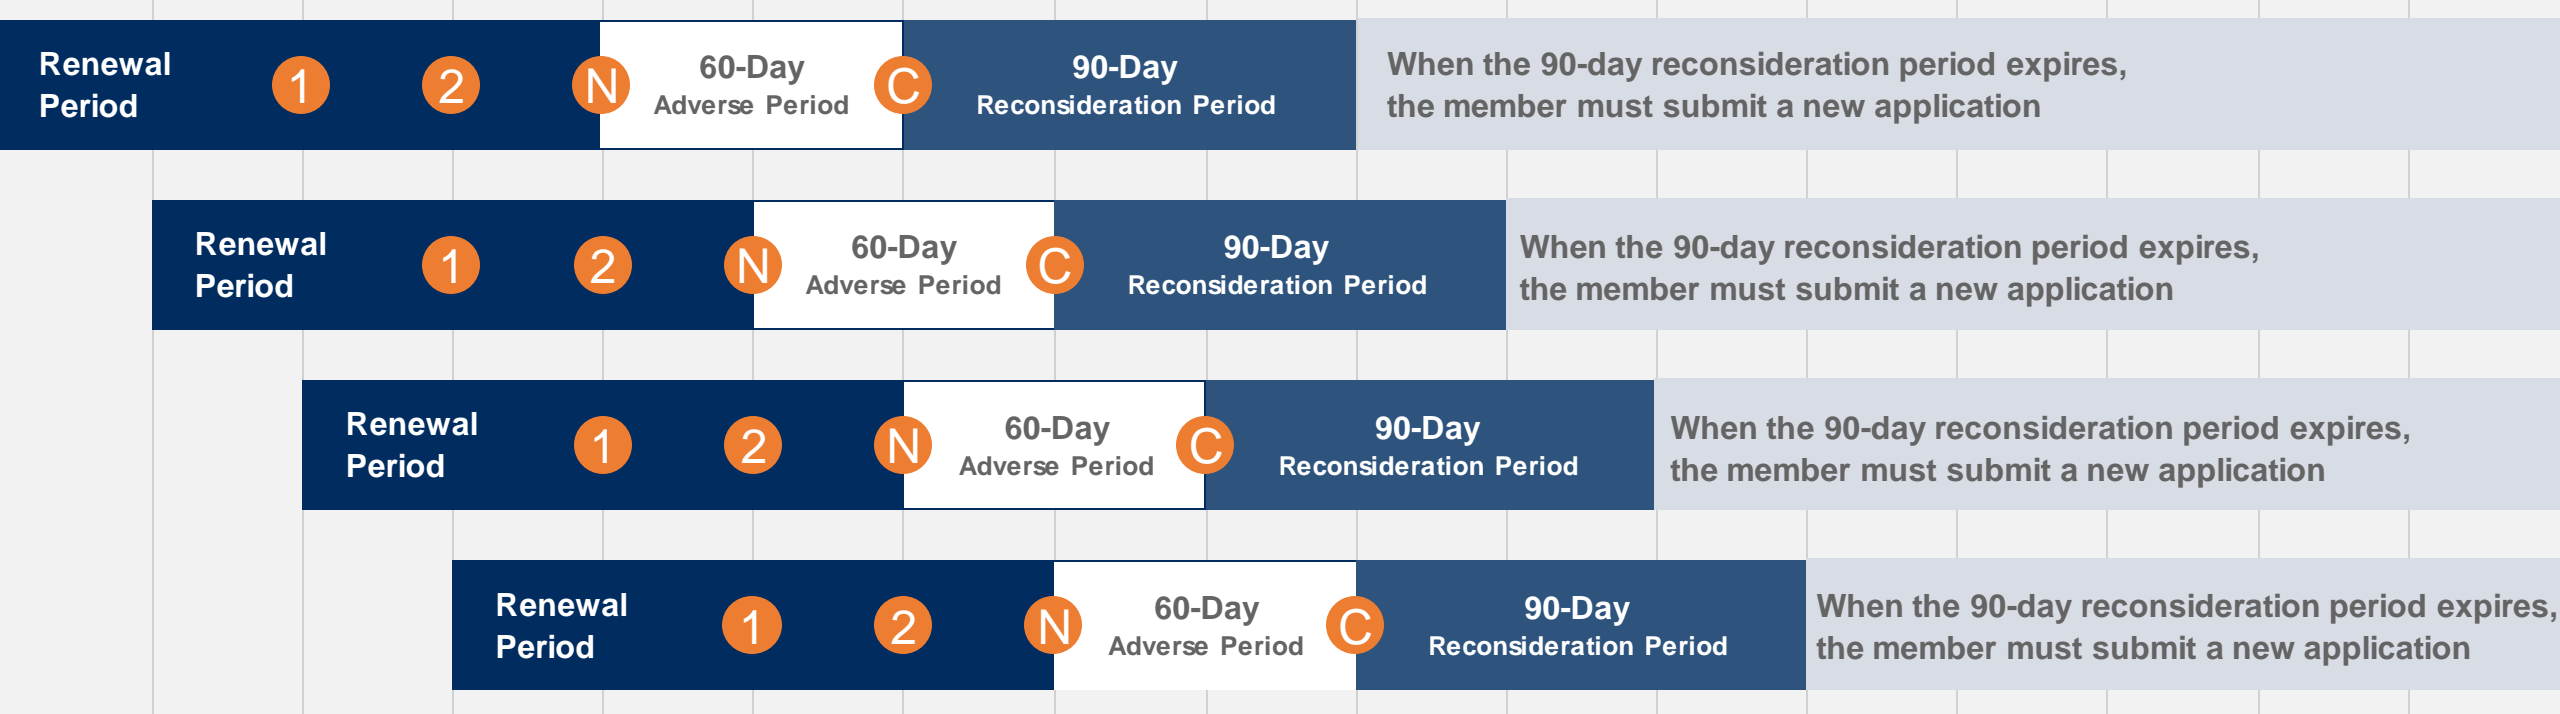 Renewal
Period
1
2
N
60-Day
Adverse Period
C
90-Day
Reconsideration Period
When the 90-day reconsideration period expires,
the member must submit a new application
Renewal
Period
1
2
N
60-Day
Adverse Period
C
90-Day
Reconsideration Period
When the 90-day reconsideration period expires,
the member must submit a new application
Renewal
Period
1
2
N
60-Day
Adverse Period
C
90-Day
Reconsideration Period
When the 90-day reconsideration period expires,
the member must submit a new application
Renewal
Period
1
2
N
60-Day
Adverse Period
C
90-Day
Reconsideration Period
When the 90-day reconsideration period expires,
the member must submit a new application